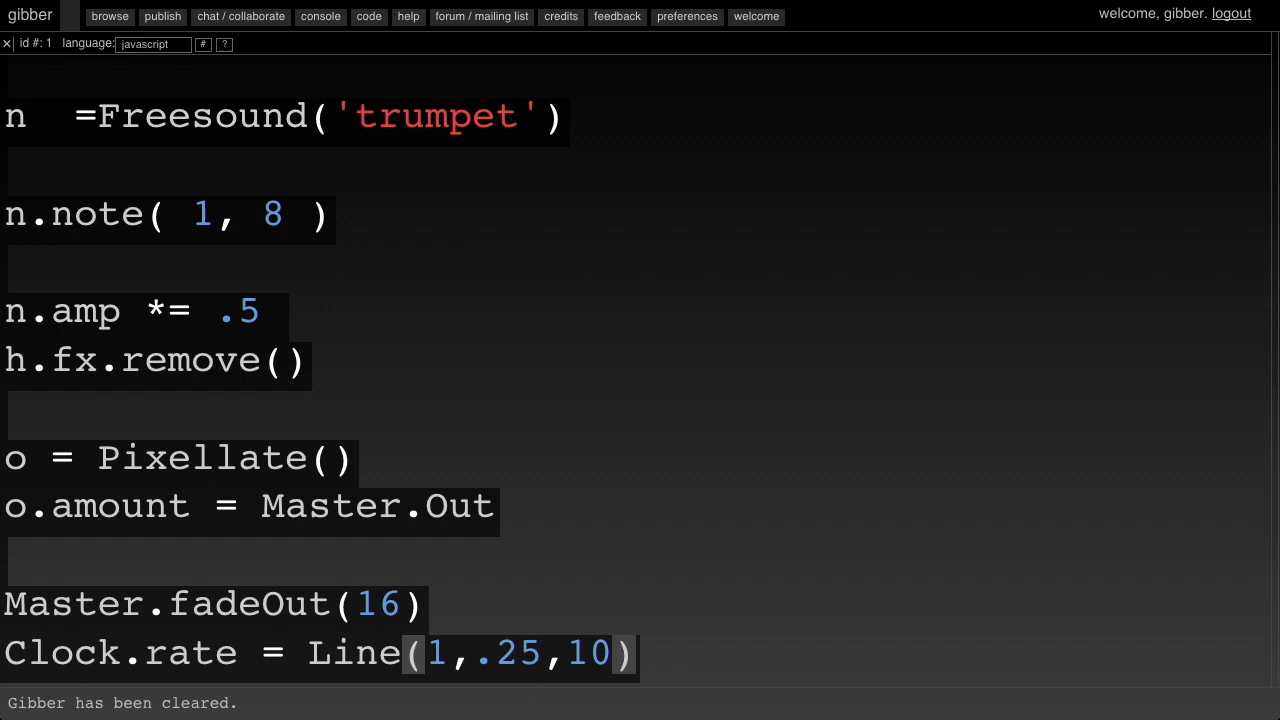 gibber browse publish chat / collaborate console code help forum / mailing list credits feedback preferences welcome welcome, gibber. logout
× id #: 1 language: javascript # ?
n  =Freesound('trumpet')
n.note( 1, 8 )
n.amp *= .5
h.fx.remove()
o = Pixellate()
o.amount = Master.Out
Master.fadeOut(16)
Clock.rate = Line(1,.25,10)
Gibber has been cleared.